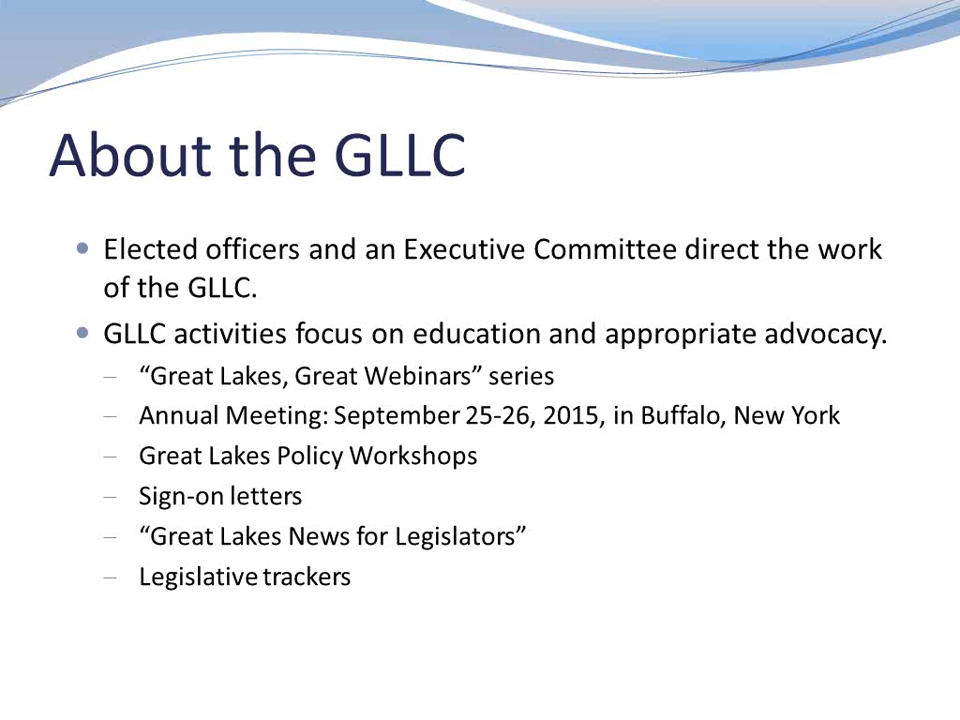 About the GLLC
• Elected officers and an Executive Committee direct the work
of the GLLC.
• GLLC activities focus on education and appropriate advocacy.
– “Great Lakes, Great Webinars” series
– Annual Meeting: September 25-26, 2015, in Buffalo, New York
– Great Lakes Policy Workshops
– Sign-on letters
– “Great Lakes News for Legislators”
– Legislative trackers